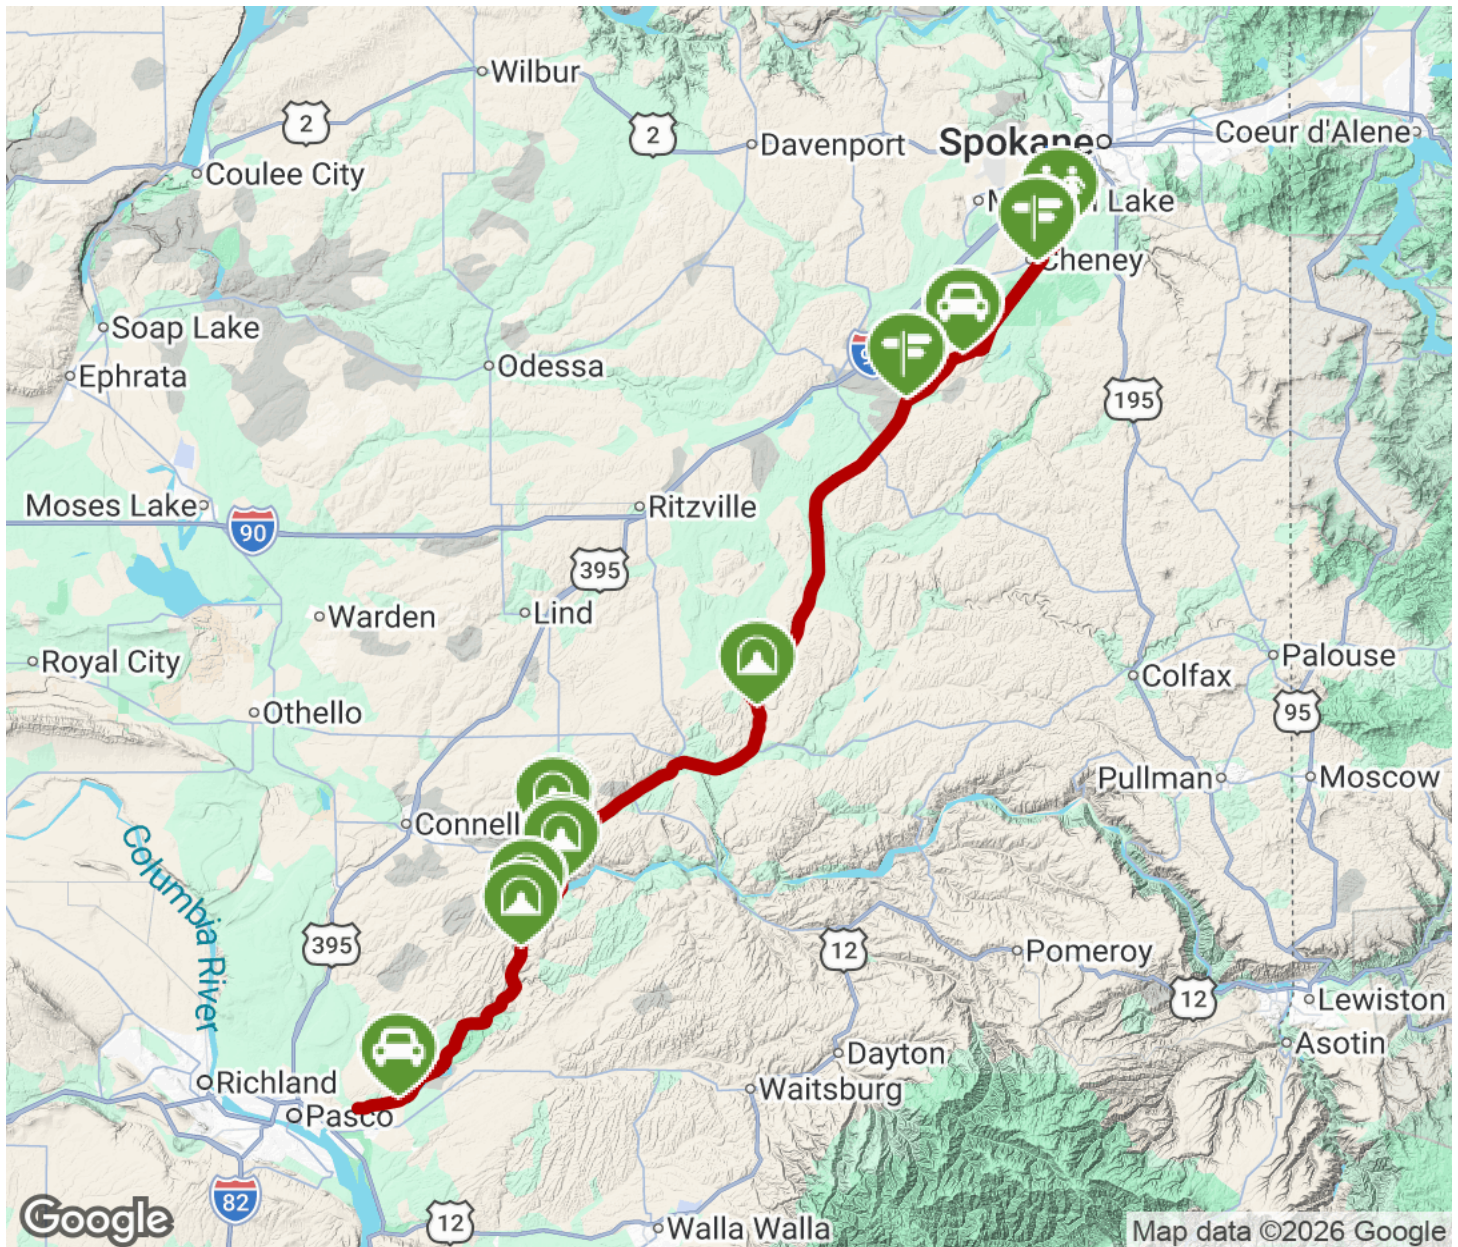 Wilbur
2
2
Davenport
Spokane
Coeur d'Alene
Coulee City
Lake
Cheney
Soap Lake
Ephrata
Odessa
195
Moses Lake
90
Ritzville
395
Warden
Lind
Royal City
Palouse
Colfax
Othello
95
Pullman
Moscow
Connell
Columbia River
395
12
Pomeroy
12
Lewiston
Asotin
Dayton
Richland
Waitsburg
Pasco
82
12
Walla Walla
Google
Map data ©2026 Google